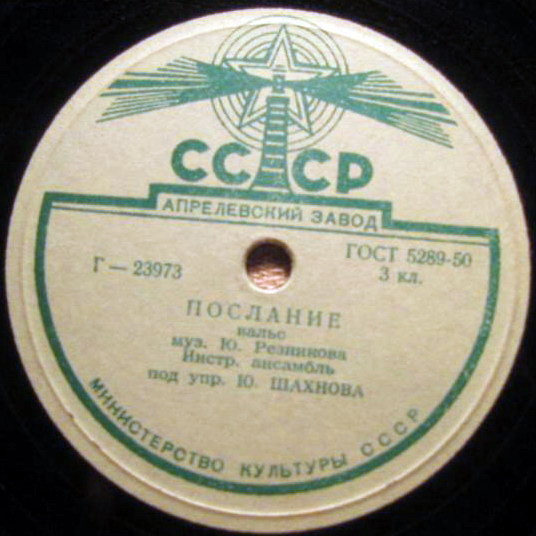 СССР
АПРЕЛЕВСКИЙ ЗАВОД
Г — 23973
ГОСТ 5289-50
3 кл.
ПОСЛАНИЕ
вальс
муз. Ю. Резникова
Инстр. ансамбль
под упр. Ю. ШАХНОВА
МИНИСТЕРСТВО КУЛЬТУРЫ СССР